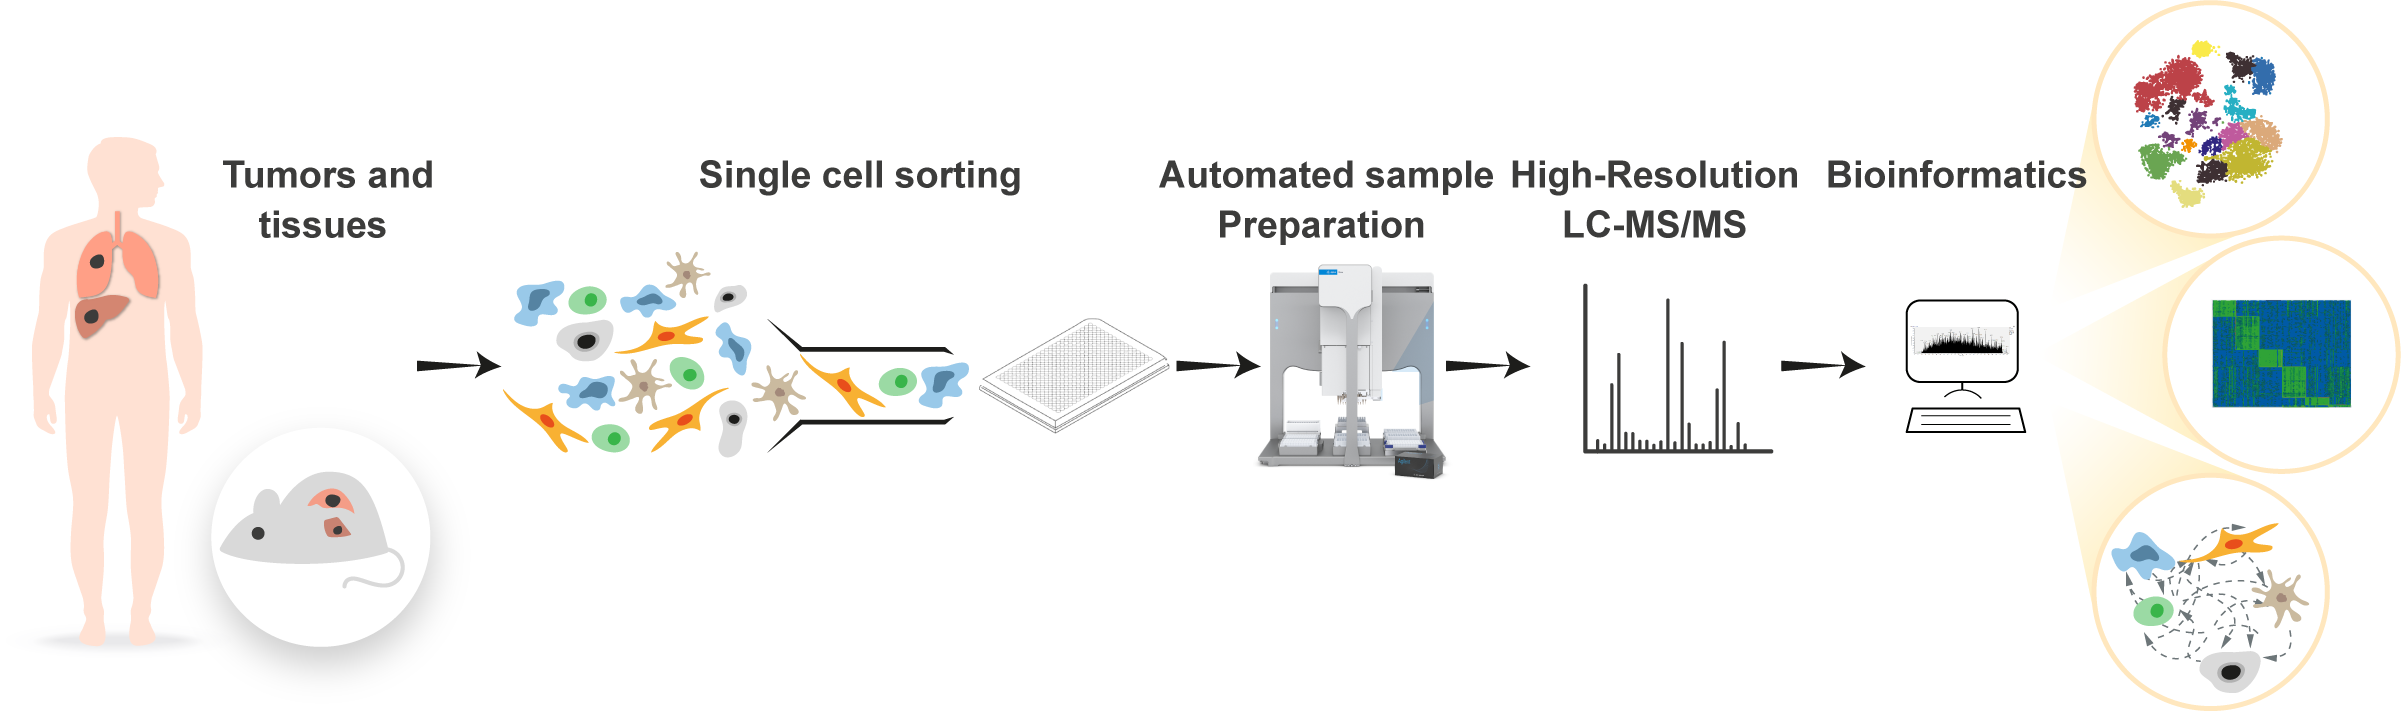 Tumors and
tissues
Single cell sorting
Automated sample
Preparation
High-Resolution
LC-MS/MS
Bioinformatics